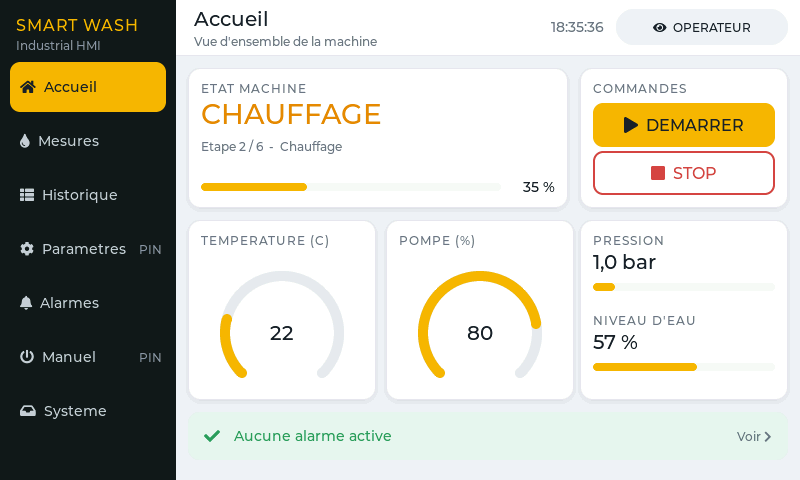 SMART WASH
Industrial HMI
Accueil
Mesures
Historique
Parametres PIN
Alarmes
Manuel PIN
Systeme
Accueil
Vue d'ensemble de la machine
18:35:36
OPERATEUR
ETAT MACHINE
CHAUFFAGE
Etape 2 / 6 - Chauffage
35 %
COMMANDES
DEMARRER
STOP
TEMPERATURE (C)
22
POMPE (%)
80
PRESSION
1,0 bar
NIVEAU D'EAU
57 %
Aucune alarme active
Voir